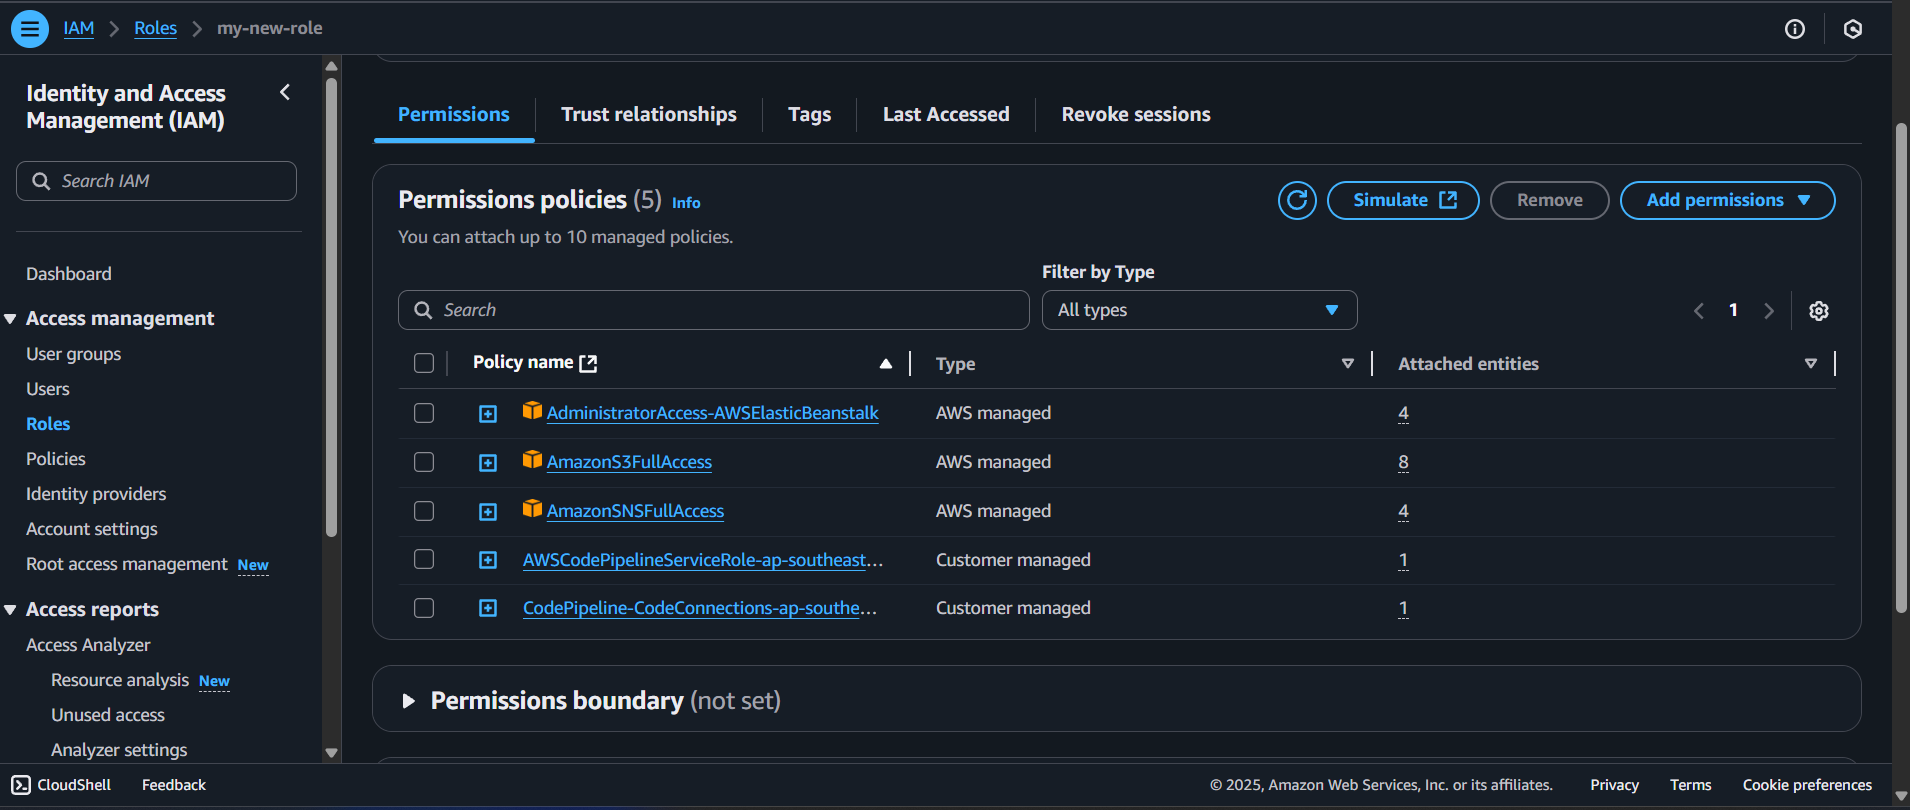 IAM > Roles > my-new-role
Identity and Access
Management (IAM)
Search IAM
Dashboard
Access management
User groups
Users
Roles
Policies
Identity providers
Account settings
Root access management New
Access reports
Access Analyzer
Resource analysis New
Unused access
Analyzer settings
Permissions
Trust relationships
Tags
Last Accessed
Revoke sessions
Permissions policies (5) Info
Simulate
Remove
Add permissions
You can attach up to 10 managed policies.
Filter by Type
Search
All types
1
Policy name Type Attached entities
AdministratorAccess-AWSElasticBeanstalk AWS managed 4
AmazonS3FullAccess AWS managed 8
AmazonSNSFullAccess AWS managed 4
AWSCodePipelineServiceRole-ap-southeast... Customer managed 1
CodePipeline-CodeConnections-ap-southe... Customer managed 1
Permissions boundary (not set)
CloudShell Feedback © 2025, Amazon Web Services, Inc. or its affiliates. Privacy Terms Cookie preferences